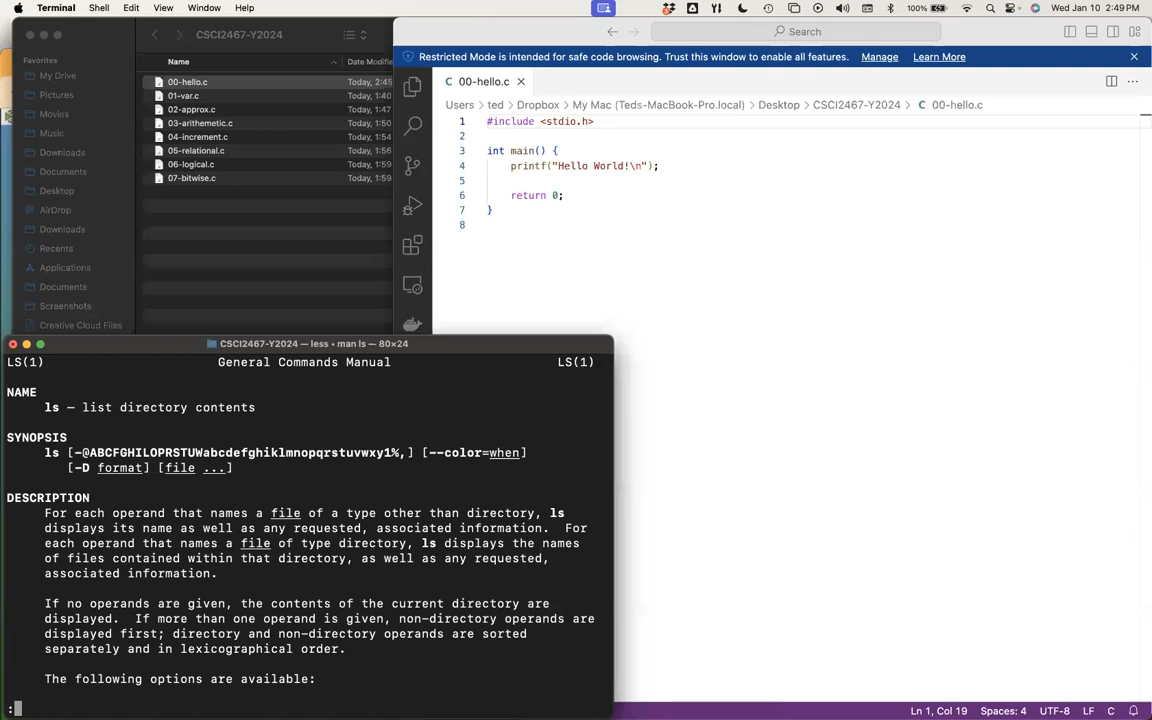 Terminal Shell Edit View Window Help 100% Wed Jan 10 2:49 PM
CSCI2467-Y2024
Favorites
My Drive
Pictures
Movies
Music
Downloads
Documents
Desktop
AirDrop
Downloads
Recents
Applications
Documents
Screenshots
Creative Cloud Files
Name Date Modifie
00-hello.c Today, 2:45
01-var.c Today, 1:40
02-approx.c Today, 1:46
03-arithemetic.c Today, 1:50
04-increment.c Today, 1:54
05-relational.c Today, 1:56
06-logical.c Today, 1:59
07-bitwise.c Today, 1:59
Search
Restricted Mode is intended for safe code browsing. Trust this window to enable all features. Manage Learn More
C 00-hello.c
Users > ted > Dropbox > My Mac (Teds-MacBook-Pro.local) > Desktop > CSCI2467-Y2024 > C 00-hello.c
1 #include <stdio.h>
2
3 int main() {
4 printf("Hello World!\n");
5
6 return 0;
7 }
8
CSCI2467-Y2024 — less • man ls — 80×24
LS(1) General Commands Manual LS(1)
NAME
ls – list directory contents
SYNOPSIS
ls [-@ABCFGHILOPRSTUWabcdefghiklmnopqrstuvwxy1%,] [--color=when]
[-D format] [file ...]
DESCRIPTION
For each operand that names a file of a type other than directory, ls
displays its name as well as any requested, associated information. For
each operand that names a file of type directory, ls displays the names
of files contained within that directory, as well as any requested,
associated information.
If no operands are given, the contents of the current directory are
displayed. If more than one operand is given, non-directory operands are
displayed first; directory and non-directory operands are sorted
separately and in lexicographical order.
The following options are available:
:
Ln 1, Col 19 Spaces: 4 UTF-8 LF C